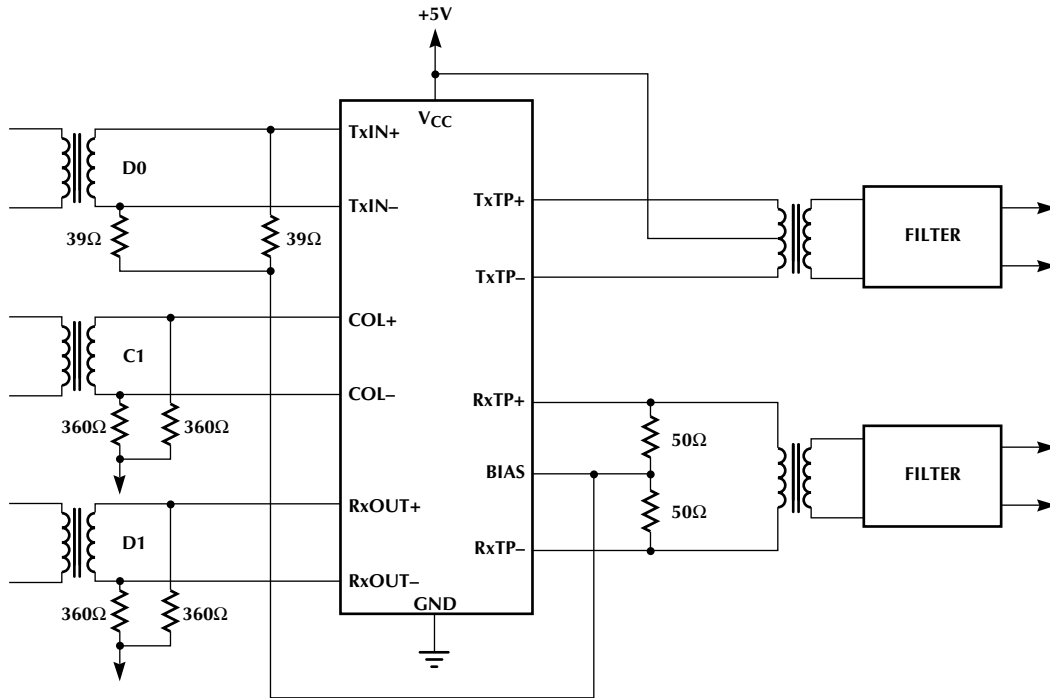 +5V
VCC
TxIN+
D0
TxIN–
39Ω
39Ω
TxTP+
FILTER
TxTP–
COL+
C1
COL–
360Ω
360Ω
RxTP+
50Ω
BIAS
FILTER
50Ω
RxTP–
RxOUT+
D1
RxOUT–
360Ω
360Ω
GND